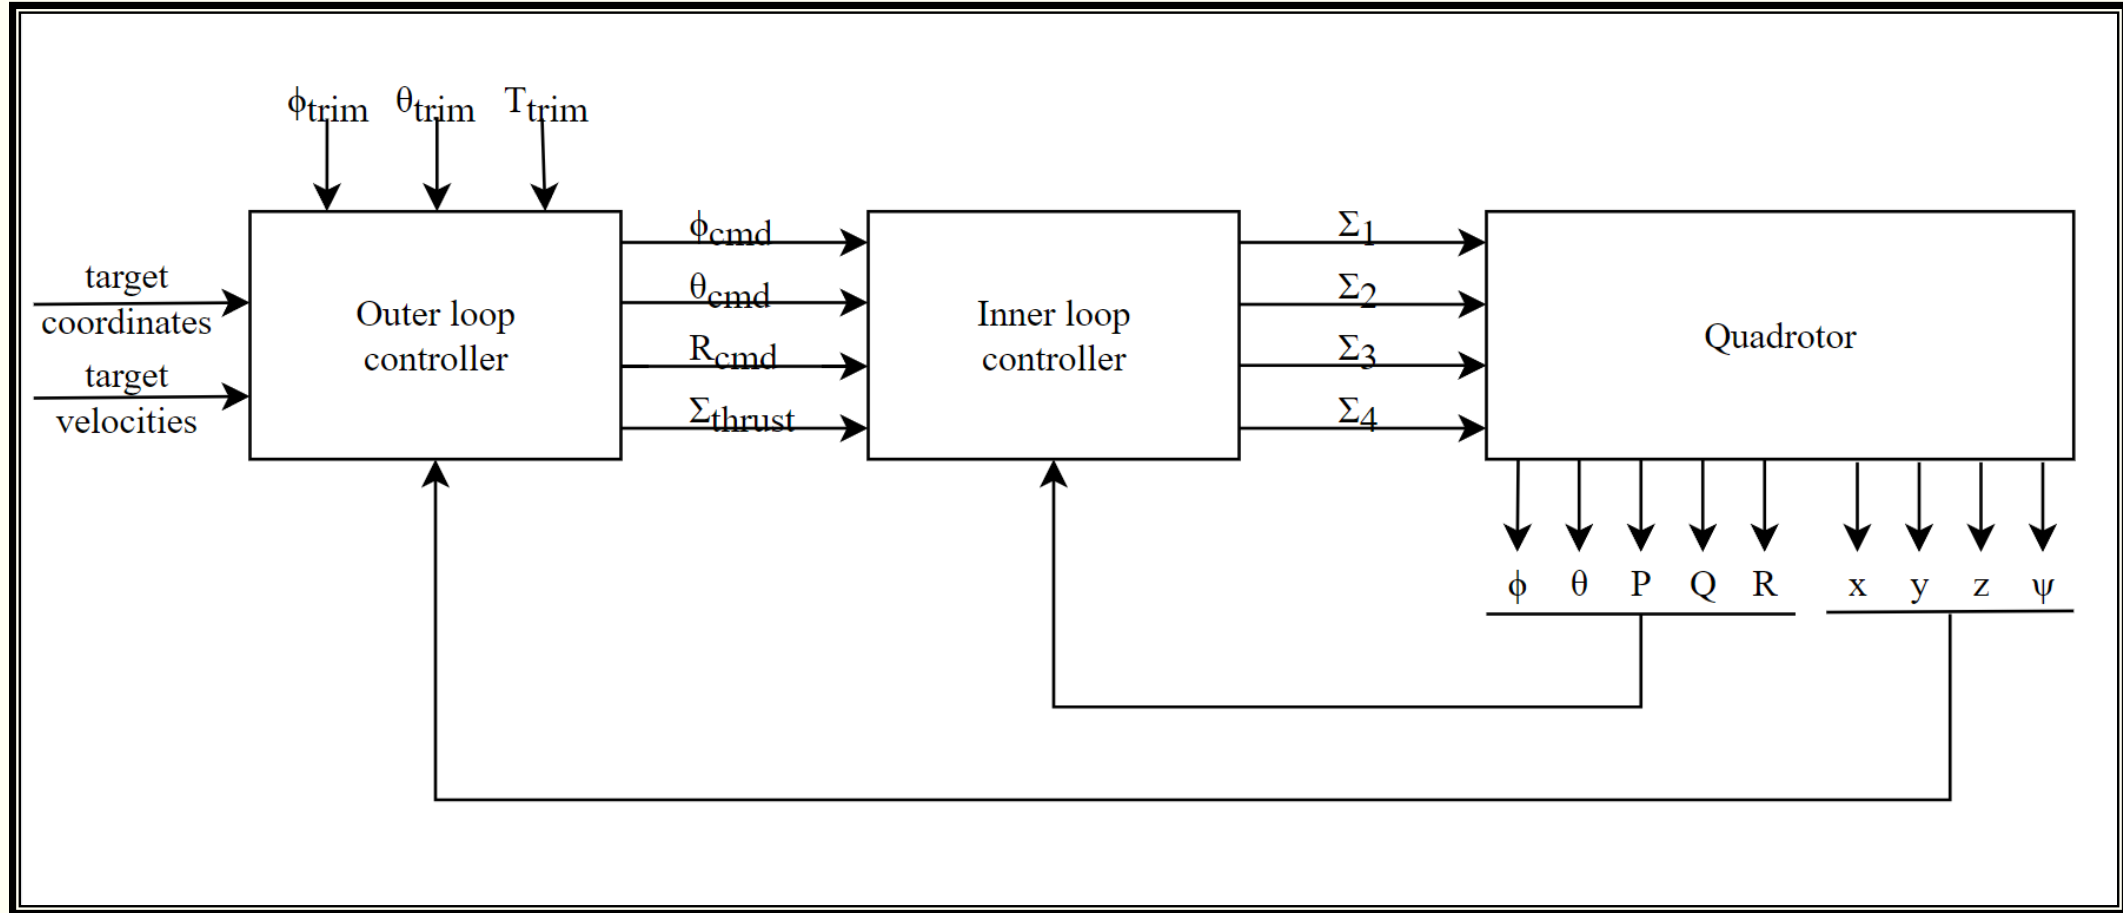 ϕtrim θtrim Ttrim
target
coordinates
target
velocities
Outer loop
controller
ϕcmd
θcmd
Rcmd
Σthrust
Inner loop
controller
Σ1
Σ2
Σ3
Σ4
Quadrotor
ϕ θ P Q R x y z ψ